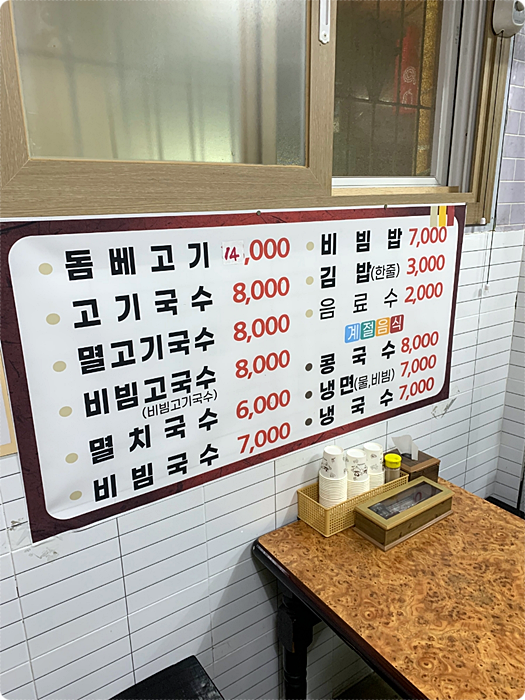 돔베고기 14,000
고기국수 8,000
멸고기국수 8,000
비빔고국수 8,000
(비빔고기국수)
멸치국수 6,000
비빔국수 7,000
비빔밥 7,000
김밥(한줄) 3,000
음료수 2,000
계절음식
콩국수 8,000
냉면(물,비빔) 7,000
냉국수 7,000